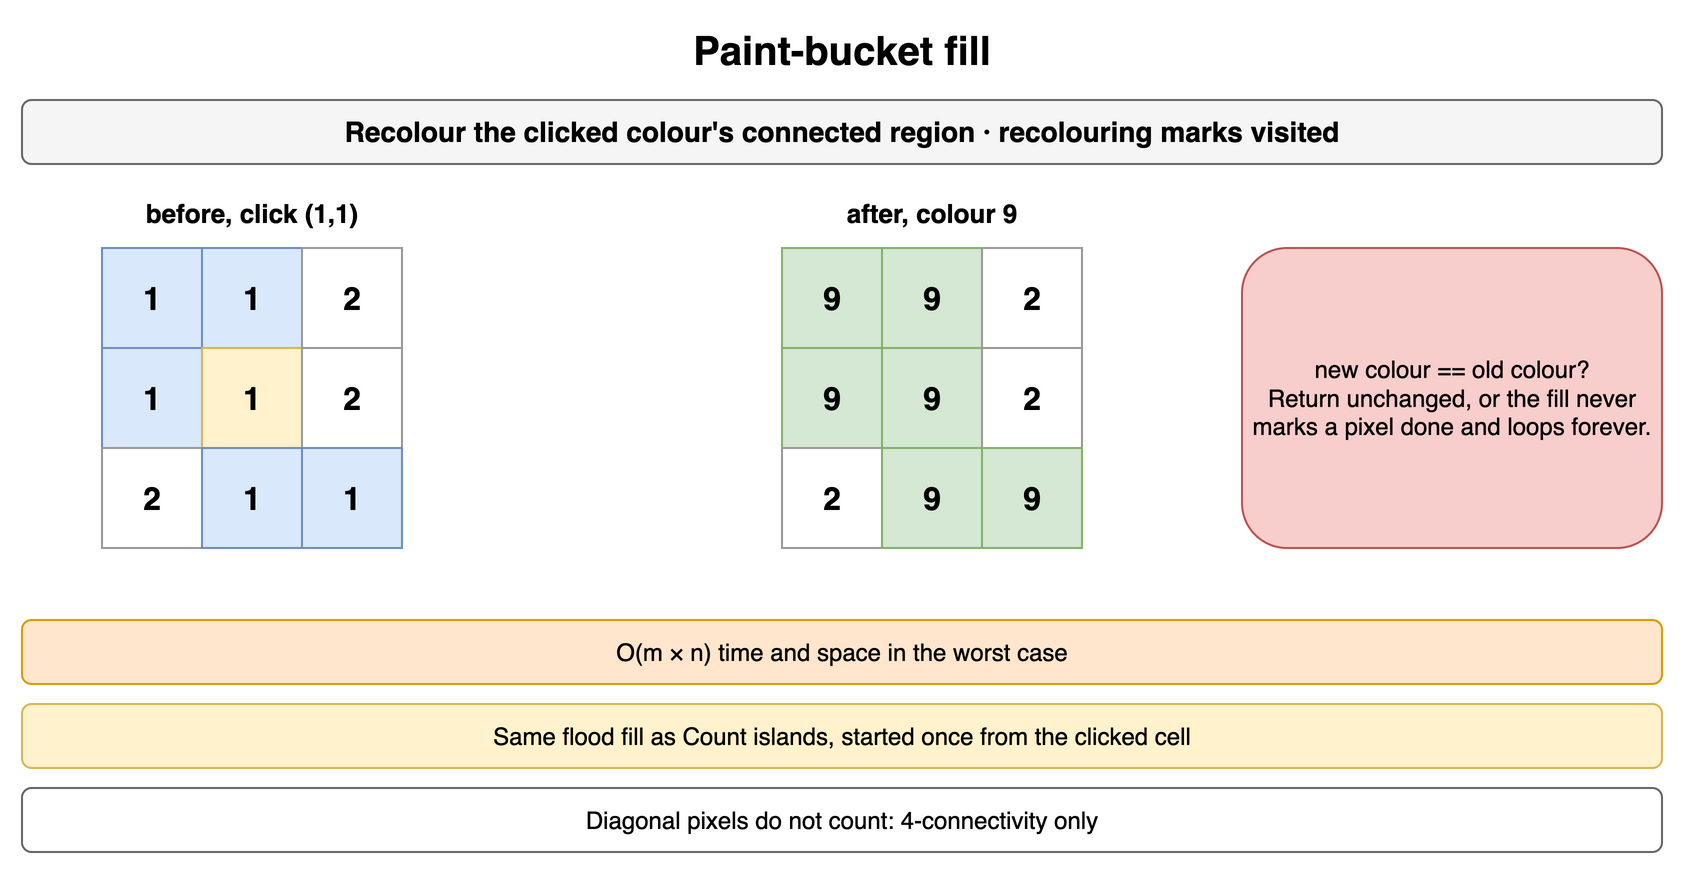 Paint-bucket fill
Recolour the clicked colour's connected region · recolouring marks visited
before, click (1,1)
1 1 2
1 1 2
2 1 1
after, colour 9
9 9 2
9 9 2
2 9 9
new colour == old colour?
Return unchanged, or the fill never
marks a pixel done and loops forever.
O(m × n) time and space in the worst case
Same flood fill as Count islands, started once from the clicked cell
Diagonal pixels do not count: 4-connectivity only